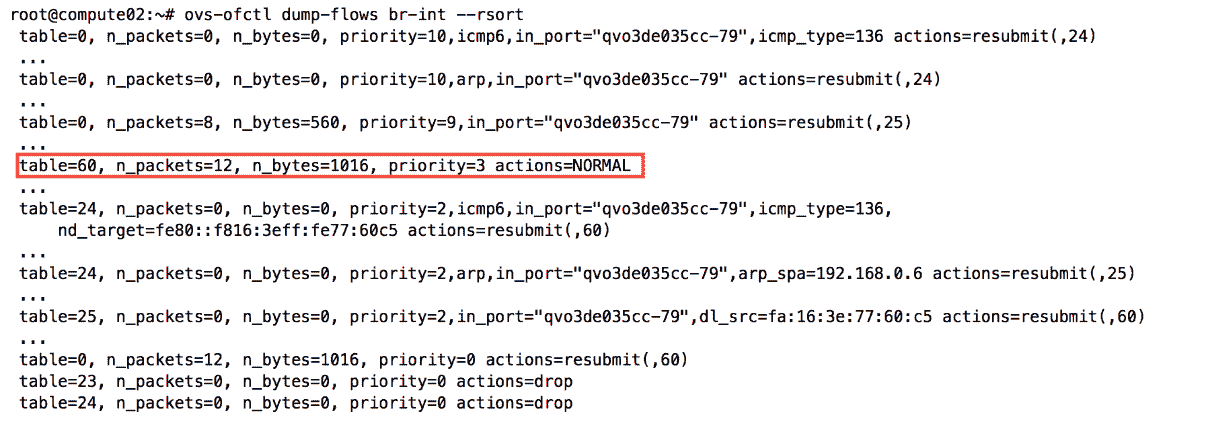 root@compute02:~# ovs-ofctl dump-flows br-int --rsort
table=0, n_packets=0, n_bytes=0, priority=10,icmp6,in_port="qvo3de035cc-79",icmp_type=136 actions=resubmit(,24)
...
table=0, n_packets=0, n_bytes=0, priority=10,arp,in_port="qvo3de035cc-79" actions=resubmit(,24)
...
table=0, n_packets=8, n_bytes=560, priority=9,in_port="qvo3de035cc-79" actions=resubmit(,25)
...
table=60, n_packets=12, n_bytes=1016, priority=3 actions=NORMAL
...
table=24, n_packets=0, n_bytes=0, priority=2,icmp6,in_port="qvo3de035cc-79",icmp_type=136,
nd_target=fe80::f816:3eff:fe77:60c5 actions=resubmit(,60)
...
table=24, n_packets=0, n_bytes=0, priority=2,arp,in_port="qvo3de035cc-79",arp_spa=192.168.0.6 actions=resubmit(,25)
...
table=25, n_packets=0, n_bytes=0, priority=2,in_port="qvo3de035cc-79",dl_src=fa:16:3e:77:60:c5 actions=resubmit(,60)
...
table=0, n_packets=12, n_bytes=1016, priority=0 actions=resubmit(,60)
table=23, n_packets=0, n_bytes=0, priority=0 actions=drop
table=24, n_packets=0, n_bytes=0, priority=0 actions=drop